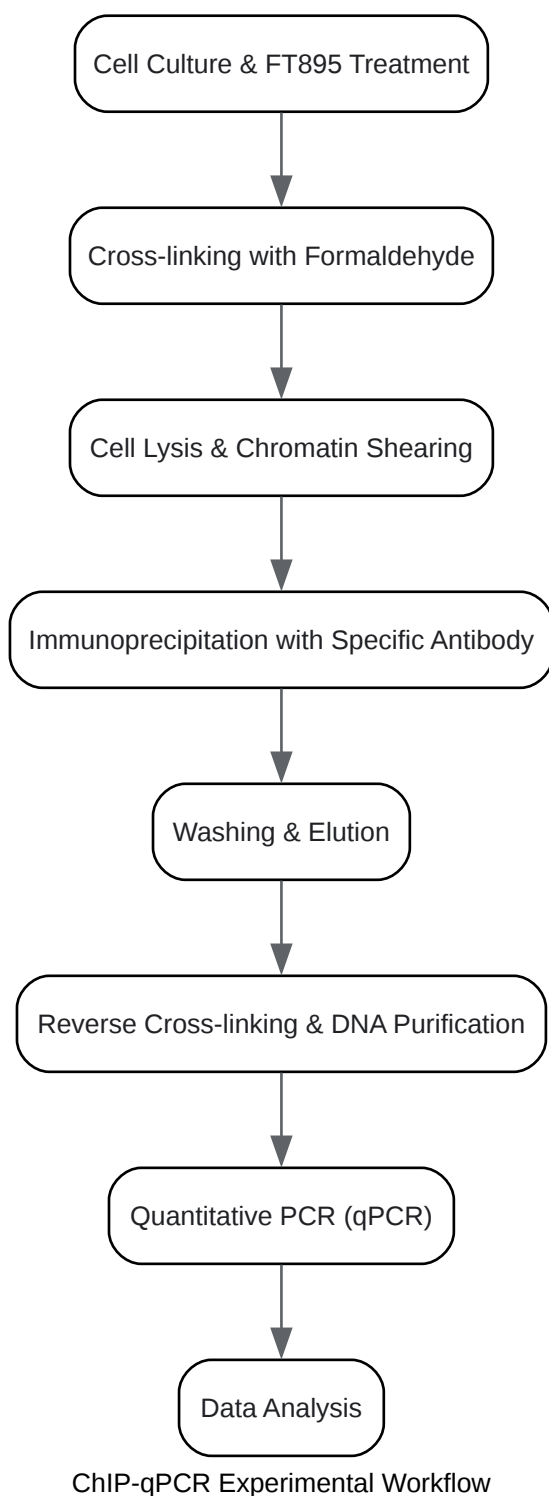 Cell Culture & FT895 Treatment
Cross-linking with Formaldehyde
Cell Lysis & Chromatin Shearing
Immunoprecipitation with Specific Antibody
Washing & Elution
Reverse Cross-linking & DNA Purification
Quantitative PCR (qPCR)
Data Analysis
ChIP-qPCR Experimental Workflow